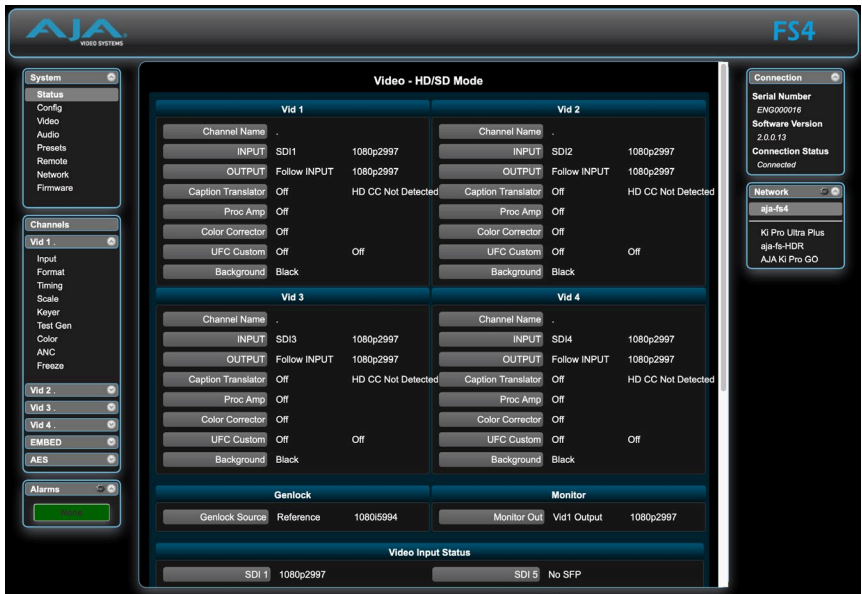 AJA
VIDEO SYSTEMS
FS4
System
Status
Config
Video
Audio
Presets
Remote
Network
Firmware
Channels
Vid 1 .
Input
Format
Timing
Scale
Keyer
Test Gen
Color
ANC
Freeze
Vid 2 .
Vid 3 .
Vid 4 .
EMBED
AES
Alarms
None
Video - HD/SD Mode
Vid 1
Channel Name .
INPUT SDI1 1080p2997
OUTPUT Follow INPUT 1080p2997
Caption Translator Off HD CC Not Detected
Proc Amp Off
Color Corrector Off
UFC Custom Off Off
Background Black
Vid 2
Channel Name .
INPUT SDI2 1080p2997
OUTPUT Follow INPUT 1080p2997
Caption Translator Off HD CC Not Detected
Proc Amp Off
Color Corrector Off
UFC Custom Off Off
Background Black
Vid 3
Channel Name .
INPUT SDI3 1080p2997
OUTPUT Follow INPUT 1080p2997
Caption Translator Off HD CC Not Detected
Proc Amp Off
Color Corrector Off
UFC Custom Off Off
Background Black
Vid 4
Channel Name .
INPUT SDI4 1080p2997
OUTPUT Follow INPUT 1080p2997
Caption Translator Off HD CC Not Detected
Proc Amp Off
Color Corrector Off
UFC Custom Off Off
Background Black
Genlock
Genlock Source Reference 1080i5994
Monitor
Monitor Out Vid1 Output 1080p2997
Video Input Status
SDI 1 1080p2997
SDI 5 No SFP
Connection
Serial Number
ENG000016
Software Version
2.0.0.13
Connection Status
Connected
Network
aja-fs4
Ki Pro Ultra Plus
aja-fs-HDR
AJA Ki Pro GO